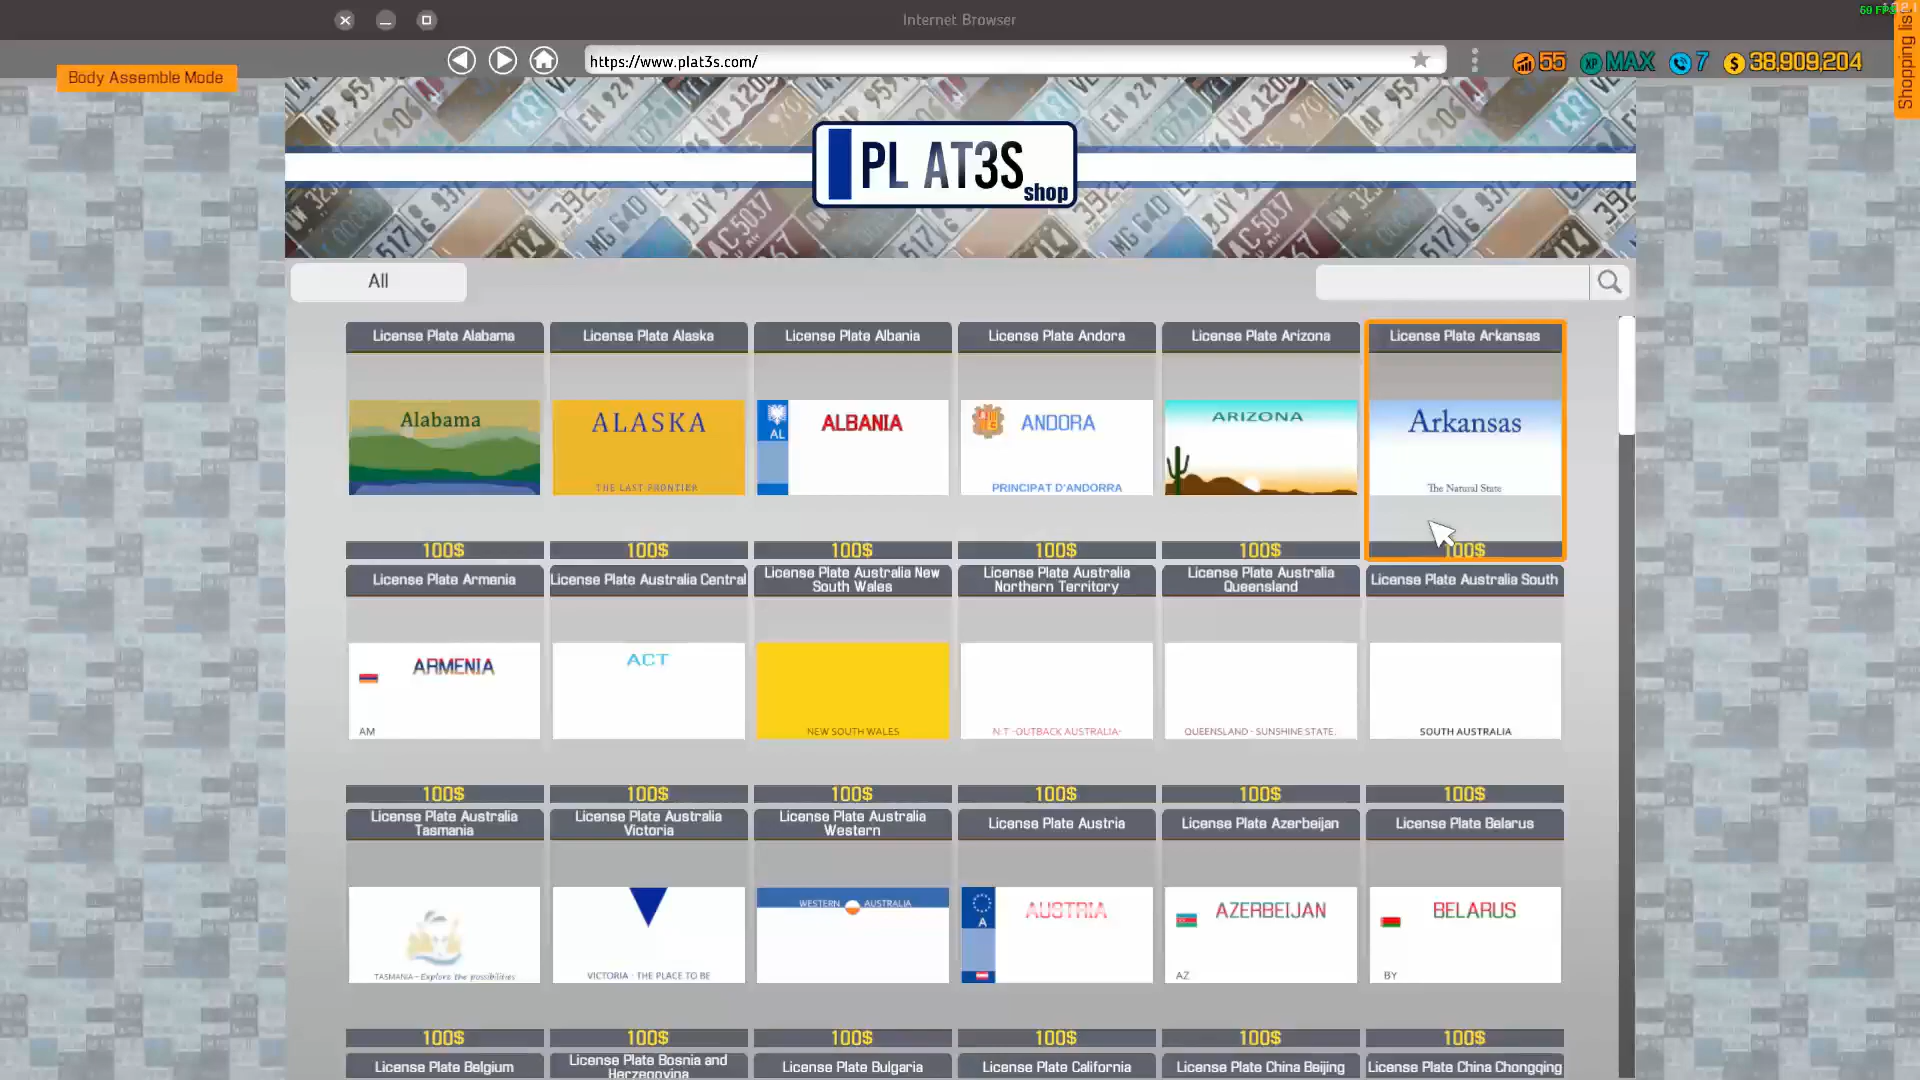 Internet Browser
Body Assemble Mode
https://www.plat3s.com/
55
XP MAX
7
$ 38,909,204
Shopping list
PL AT3S
shop
All
License Plate Alabama
License Plate Alaska
License Plate Albania
License Plate Andora
License Plate Arizona
License Plate Arkansas
Alabama
ALASKA
THE LAST FRONTIER
AL
ALBANIA
ANDORA
PRINCIPAT D'ANDORRA
ARIZONA
Arkansas
The Natural State
100$
100$
100$
100$
100$
100$
License Plate Armenia
License Plate Australia Central
License Plate Australia New
South Wales
License Plate Australia
Northern Territory
License Plate Australia
Queensland
License Plate Australia South
ARMENIA
AM
ACT
NEW SOUTH WALES
N.T -OUTBACK AUSTRALIA-
QUEENSLAND - SUNSHINE STATE.
SOUTH AUSTRALIA
100$
100$
100$
100$
100$
100$
License Plate Australia
Tasmania
License Plate Australia
Victoria
License Plate Australia
Western
License Plate Austria
License Plate Azerbeijan
License Plate Belarus
TASMANIA - Explore the possibilities
VICTORIA - THE PLACE TO BE
WESTERN AUSTRALIA
A
AUSTRIA
AZERBEIJAN
AZ
BELARUS
BY
100$
100$
100$
100$
100$
100$
License Plate Belgium
License Plate Bosnia and
Herzegovina
License Plate Bulgaria
License Plate California
License Plate China Beijing
License Plate China Chongqing